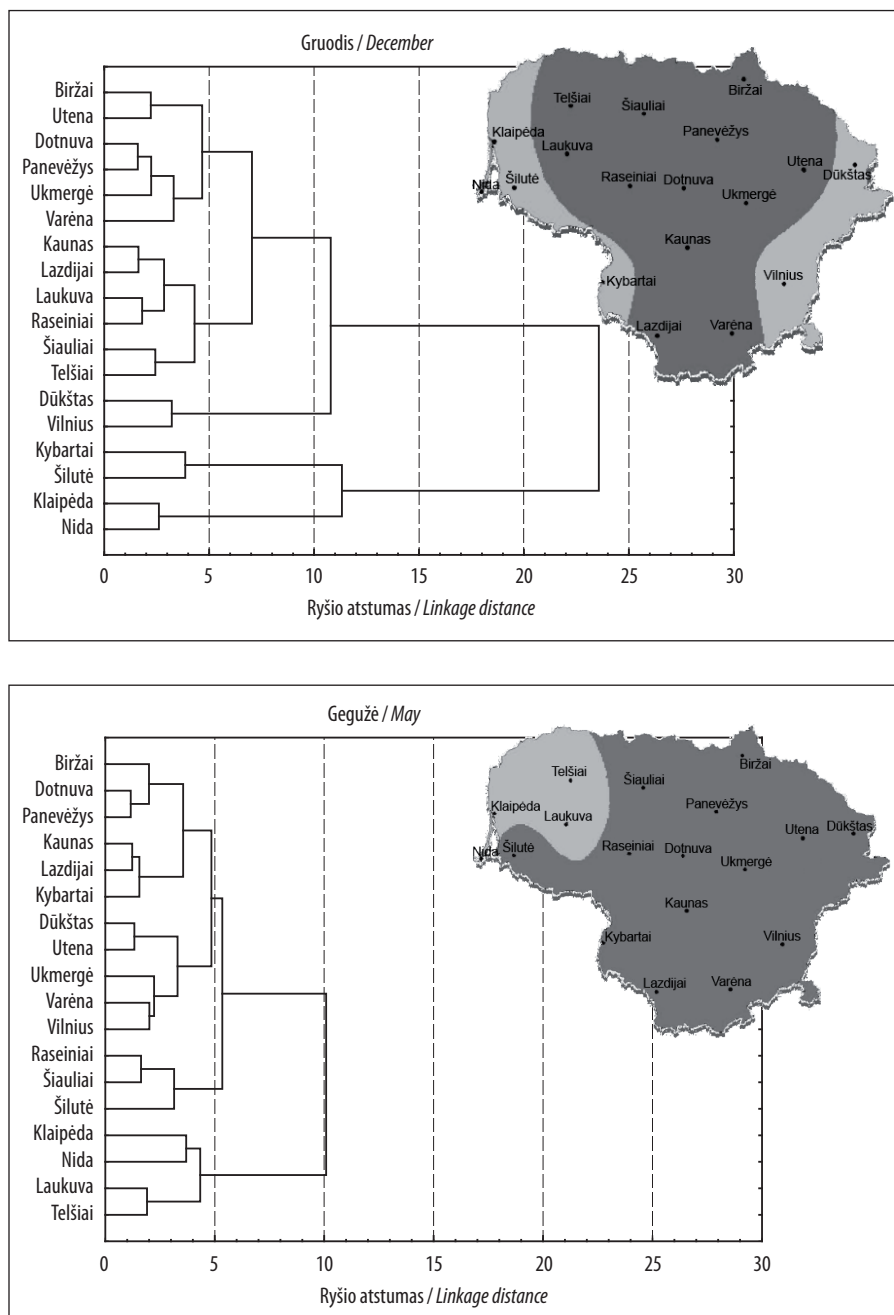 Gruodis / December
Biržai
Utena
Dotnuva
Panevėžys
Ukmergė
Varėna
Kaunas
Lazdijai
Laukuva
Raseiniai
Šiauliai
Telšiai
Dūkštas
Vilnius
Kybartai
Šilutė
Klaipėda
Nida
0 5 10 15 20 25 30
Ryšio atstumas / Linkage distance
Biržai
Telšiai
Šiauliai
Klaipėda
Panevėžys
Laukuva
Utena
Dūkštas
Nida
Šilutė
Raseiniai
Dotnuva
Ukmergė
Kaunas
Kybartai
Vilnius
Lazdijai
Varėna
Gegužė / May
Biržai
Dotnuva
Panevėžys
Kaunas
Lazdijai
Kybartai
Dūkštas
Utena
Ukmergė
Varėna
Vilnius
Raseiniai
Šiauliai
Šilutė
Klaipėda
Nida
Laukuva
Telšiai
0 5 10 15 20 25 30
Ryšio atstumas / Linkage distance
Biržai
Telšiai
Šiauliai
Klaipėda
Panevėžys
Laukuva
Utena
Dūkštas
Nida
Šilutė
Raseiniai
Dotnuva
Ukmergė
Kaunas
Kybartai
Vilnius
Lazdijai
Varėna